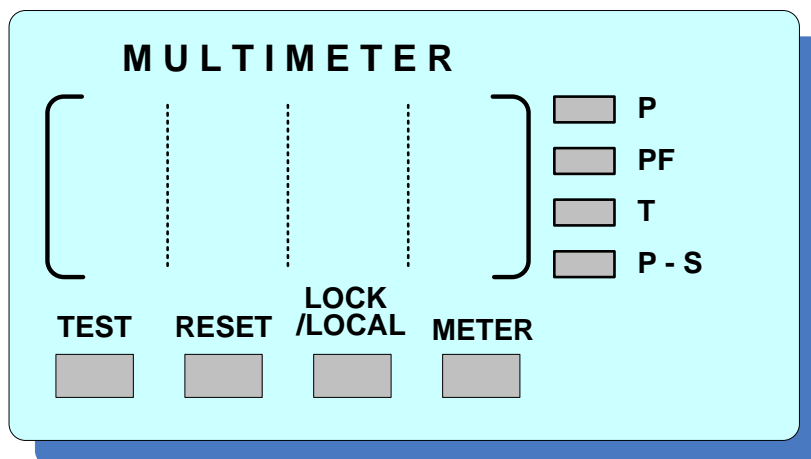 MULTIMETER
P
PF
T
P - S
TEST
RESET
LOCK
/LOCAL
METER